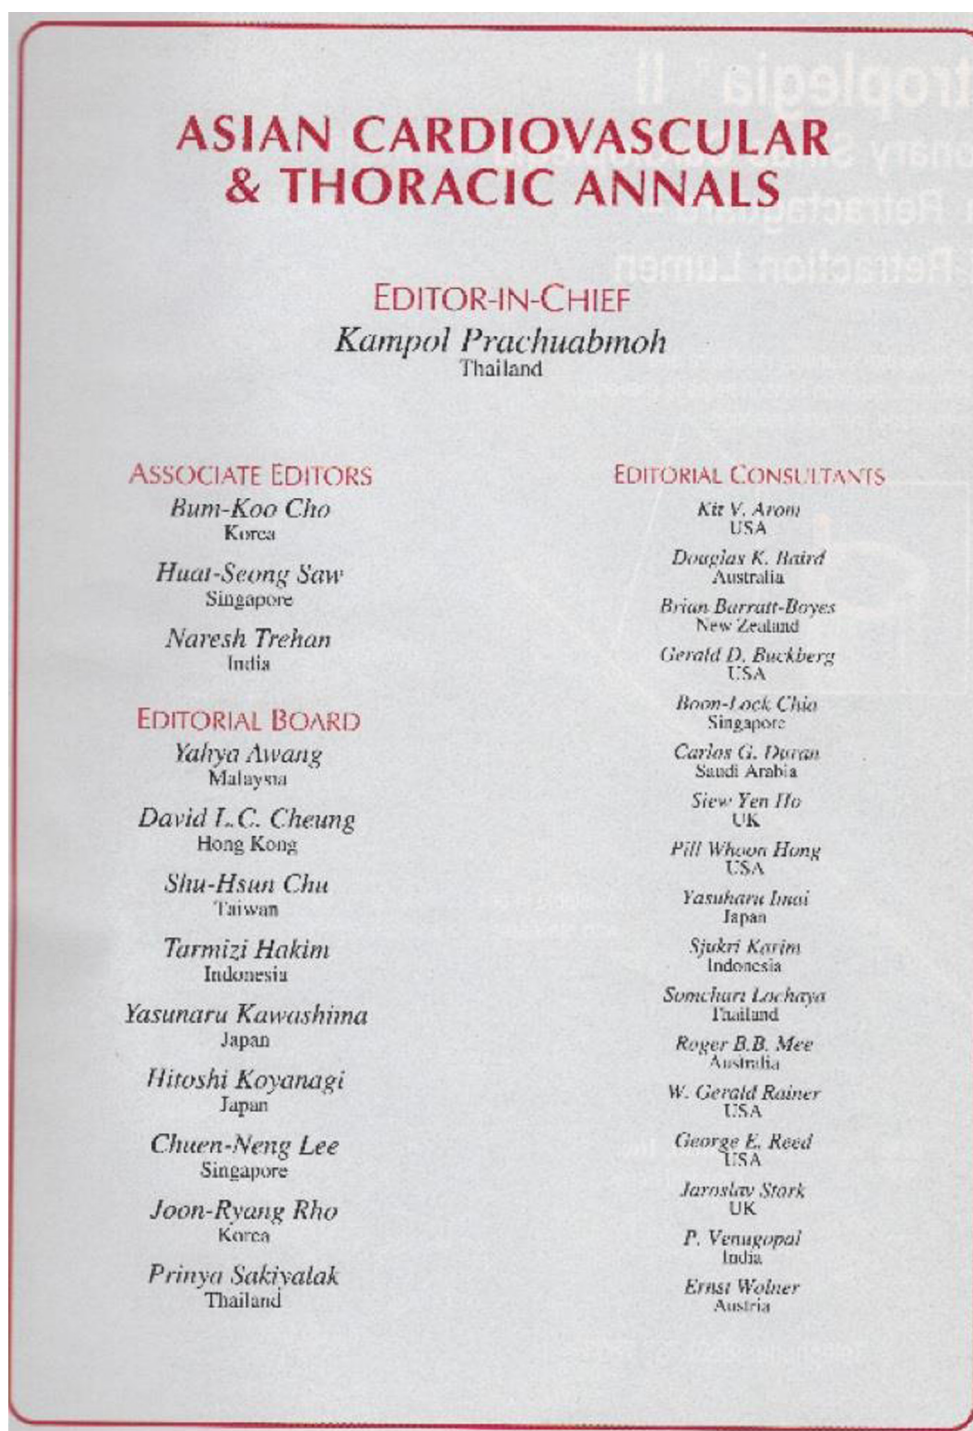 ASIAN CARDIOVASCULAR
& THORACIC ANNALS
EDITOR-IN-CHIEF
Kampol Prachuabmoh
Thailand
ASSOCIATE EDITORS
Bum-Koo Cho
Korea
Huat-Seong Saw
Singapore
Naresh Trehan
India
EDITORIAL BOARD
Yahya Awang
Malaysia
David L.C. Cheung
Hong Kong
Shu-Hsun Chu
Taiwan
Tarmizi Hakim
Indonesia
Yasunaru Kawashima
Japan
Hitoshi Koyanagi
Japan
Chuen-Neng Lee
Singapore
Joon-Ryang Rho
Korea
Prinya Sakiyalak
Thailand
EDITORIAL CONSULTANTS
Kit V. Arom
USA
Douglas K. Baird
Australia
Brian Barratt-Boyes
New Zealand
Gerald D. Buckberg
USA
Boon-Lock Chia
Singapore
Carlos G. Duran
Saudi Arabia
Siew Yen Ho
UK
Pill Whoon Hong
USA
Yasuharu Imai
Japan
Sjukri Karim
Indonesia
Somchart Lochaya
Thailand
Roger B.B. Mee
Australia
W. Gerald Rainer
USA
George E. Reed
USA
Jaroslav Stark
UK
P. Venugopal
India
Ernst Wolner
Austria